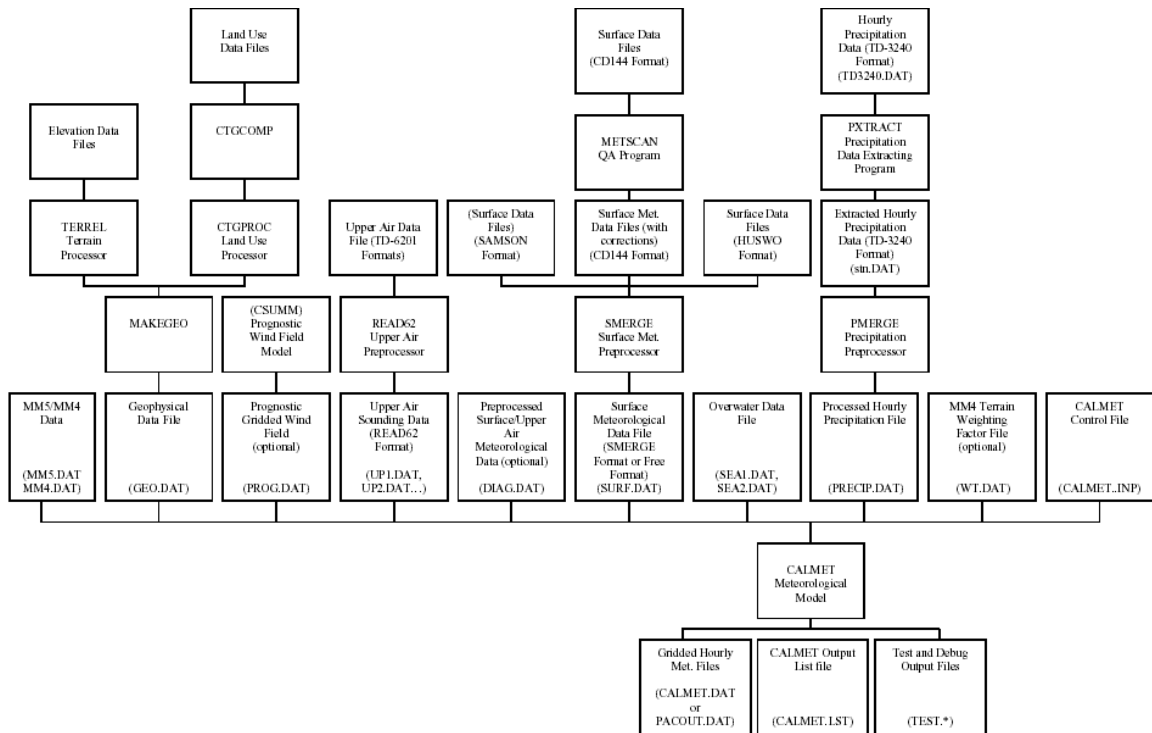 Land Use
Data Files
Surface Data
Files
(CD144 Format)
Hourly
Precipitation
Data (TD-3240
Format)
(TD3240.DAT)
Elevation Data
Files
CTGCOMP
METSCAN
QA Program
PXTRACT
Precipitation
Data Extracting
Program
TERREL
Terrain
Processor
CTGPROC
Land Use
Processor
Upper Air Data
File (TD-6201
Formats)
(Surface Data
Files)
(SAMSON
Format)
Surface Met.
Data Files (with
corrections)
(CD144 Format)
Surface Data
Files
(HUSWO
Format)
Extracted Hourly
Precipitation
Data (TD-3240
Format)
(stn.DAT)
MAKEGEO
(CSUMM)
Prognostic
Wind Field
Model
READ62
Upper Air
Preprocessor
SMERGE
Surface Met.
Preprocessor
PMERGE
Precipitation
Preprocessor
MM5/MM4
Data
(MM5.DAT
MM4.DAT)
Geophysical
Data File
(GEO.DAT)
Prognostic
Gridded Wind
Field
(optional)
(PROG.DAT)
Upper Air
Sounding Data
(READ62
Format)
(UP1.DAT,
UP2.DAT...)
Preprocessed
Surface/Upper
Air
Meteorological
Data (optional)
(DIAG.DAT)
Surface
Meteorological
Data File
(SMERGE
Format or Free
Format)
(SURF.DAT)
Overwater Data
File
(SEA1.DAT,
SEA2.DAT)
Processed Hourly
Precipitation File
(PRECIP.DAT)
MM4 Terrain
Weighting
Factor File
(optional)
(WT.DAT)
CALMET
Control File
(CALMET..INP)
CALMET
Meteorological
Model
Gridded Hourly
Met. Files
(CALMET.DAT
or
PACOUT.DAT)
CALMET Output
List file
(CALMET.LST)
Test and Debug
Output Files
(TEST.*)